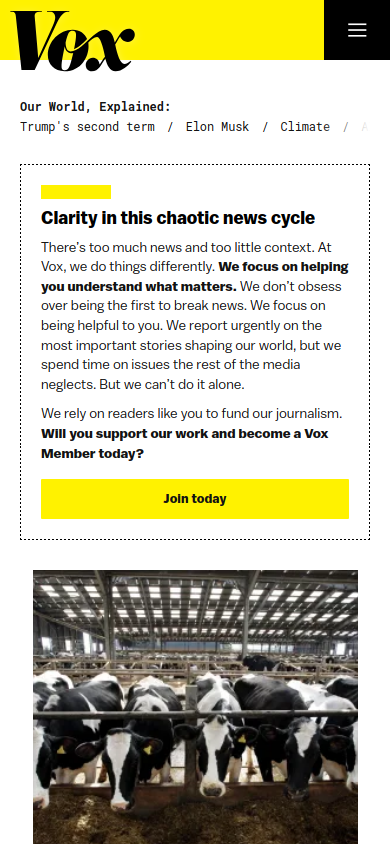 Vox
Our World, Explained:
Trump's second term / Elon Musk / Climate /
Clarity in this chaotic news cycle
There's too much news and too little context. At
Vox, we do things differently. We focus on helping
you understand what matters. We don't obsess
over being the first to break news. We focus on
being helpful to you. We report urgently on the
most important stories shaping our world, but we
spend time on issues the rest of the media
neglects. But we can't do it alone.
We rely on readers like you to fund our journalism.
Will you support our work and become a Vox
Member today?
Join today